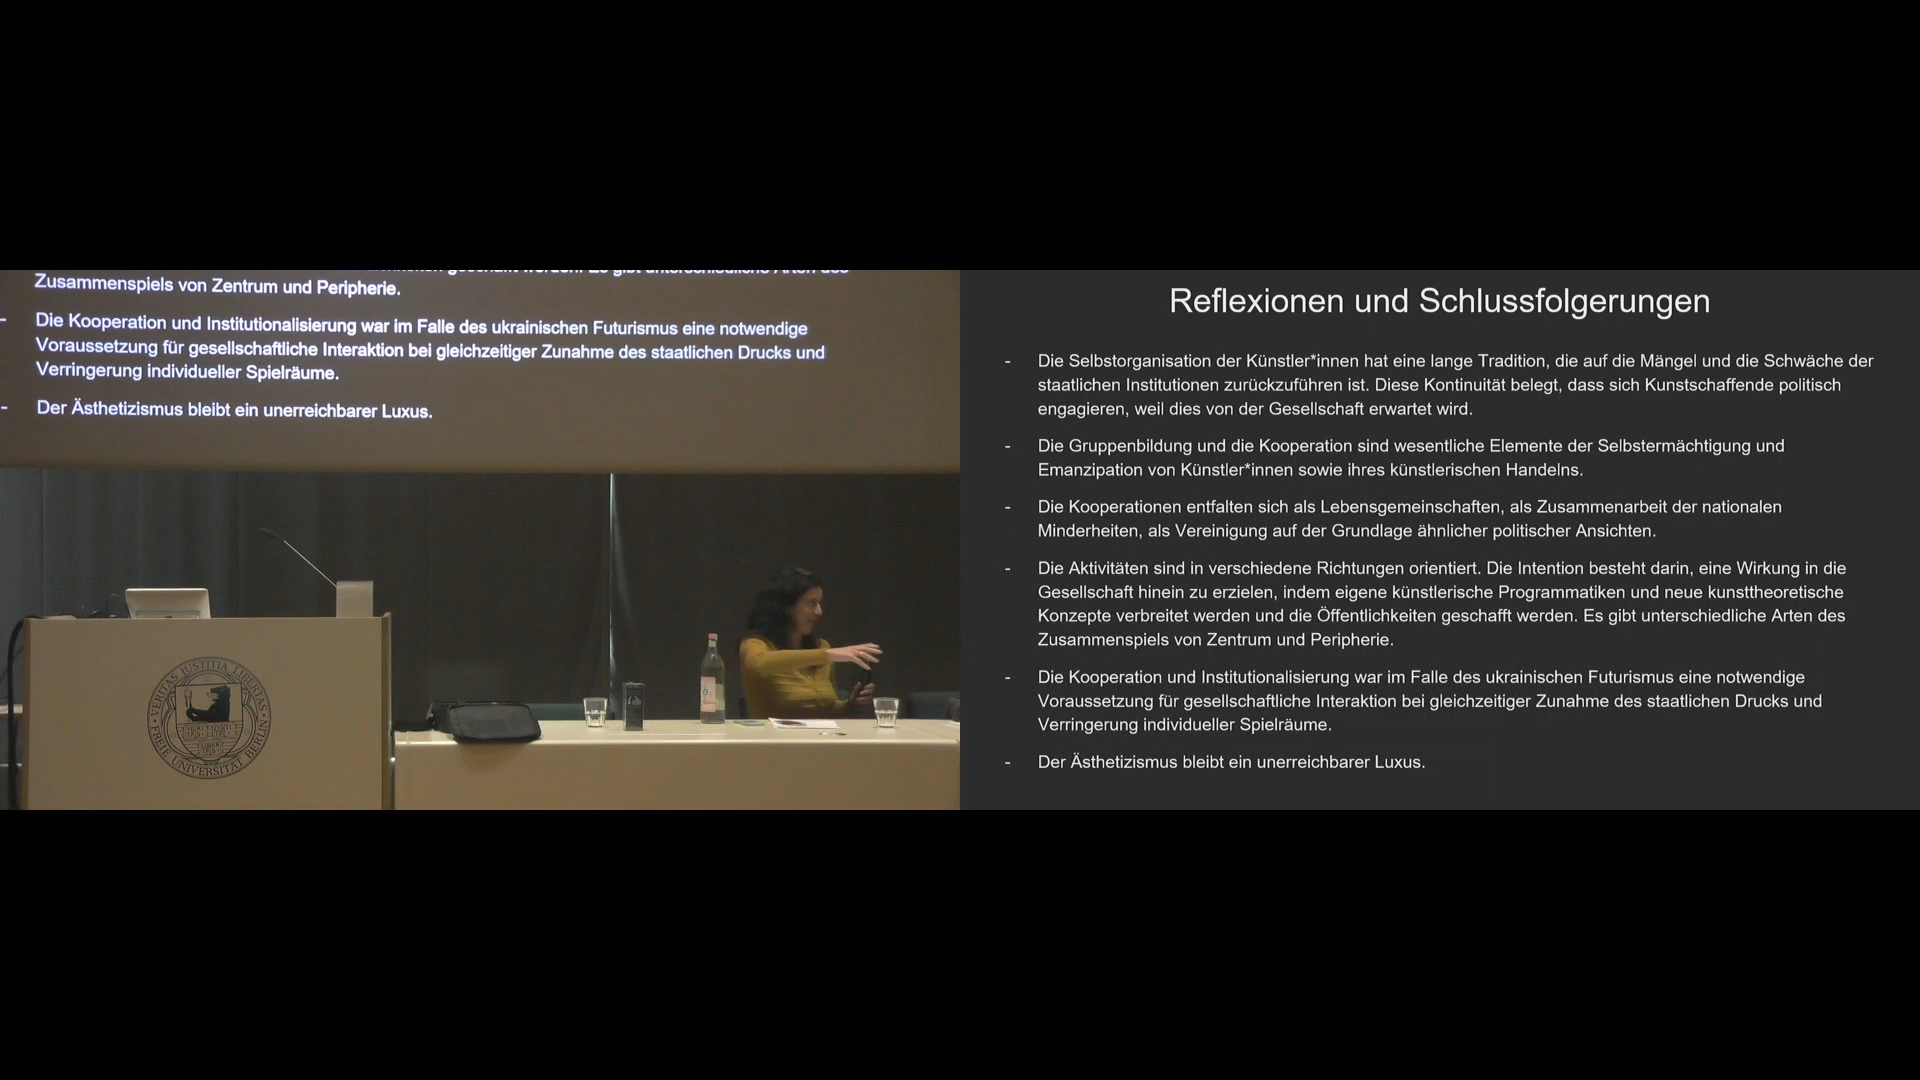 Zusammenspiels von Zentrum und Peripherie.
- Die Kooperation und Institutionalisierung war im Falle des ukrainischen Futurismus eine notwendige
Voraussetzung für gesellschaftliche Interaktion bei gleichzeitiger Zunahme des staatlichen Drucks und
Verringerung individueller Spielräume.
- Der Ästhetizismus bleibt ein unerreichbarer Luxus.
VERITAS JUSTITIA LIBERTAS
FREIE UNIVERSITÄT BERLIN
Reflexionen und Schlussfolgerungen
- Die Selbstorganisation der Künstler*innen hat eine lange Tradition, die auf die Mängel und die Schwäche der
staatlichen Institutionen zurückzuführen ist. Diese Kontinuität belegt, dass sich Kunstschaffende politisch
engagieren, weil dies von der Gesellschaft erwartet wird.
- Die Gruppenbildung und die Kooperation sind wesentliche Elemente der Selbstermächtigung und
Emanzipation von Künstler*innen sowie ihres künstlerischen Handelns.
- Die Kooperationen entfalten sich als Lebensgemeinschaften, als Zusammenarbeit der nationalen
Minderheiten, als Vereinigung auf der Grundlage ähnlicher politischer Ansichten.
- Die Aktivitäten sind in verschiedene Richtungen orientiert. Die Intention besteht darin, eine Wirkung in die
Gesellschaft hinein zu erzielen, indem eigene künstlerische Programmatiken und neue kunsttheoretische
Konzepte verbreitet werden und die Öffentlichkeiten geschafft werden. Es gibt unterschiedliche Arten des
Zusammenspiels von Zentrum und Peripherie.
- Die Kooperation und Institutionalisierung war im Falle des ukrainischen Futurismus eine notwendige
Voraussetzung für gesellschaftliche Interaktion bei gleichzeitiger Zunahme des staatlichen Drucks und
Verringerung individueller Spielräume.
- Der Ästhetizismus bleibt ein unerreichbarer Luxus.